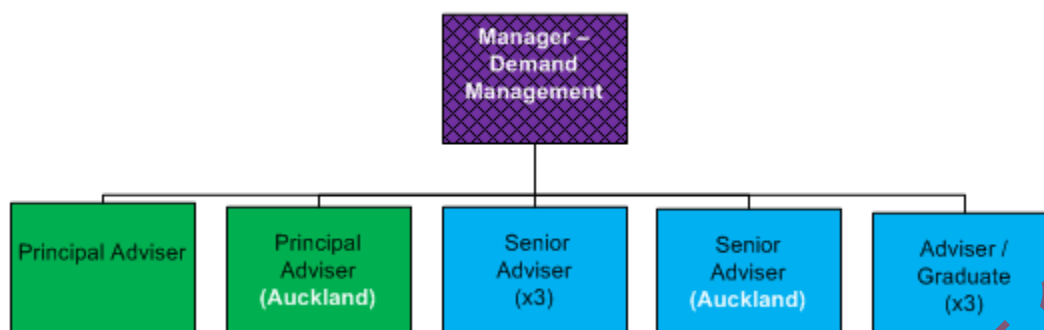 Manager –
Demand
Management
Principal Adviser
Principal
Adviser
(Auckland)
Senior
Adviser
(x3)
Senior
Adviser
(Auckland)
Adviser /
Graduate
(x3)